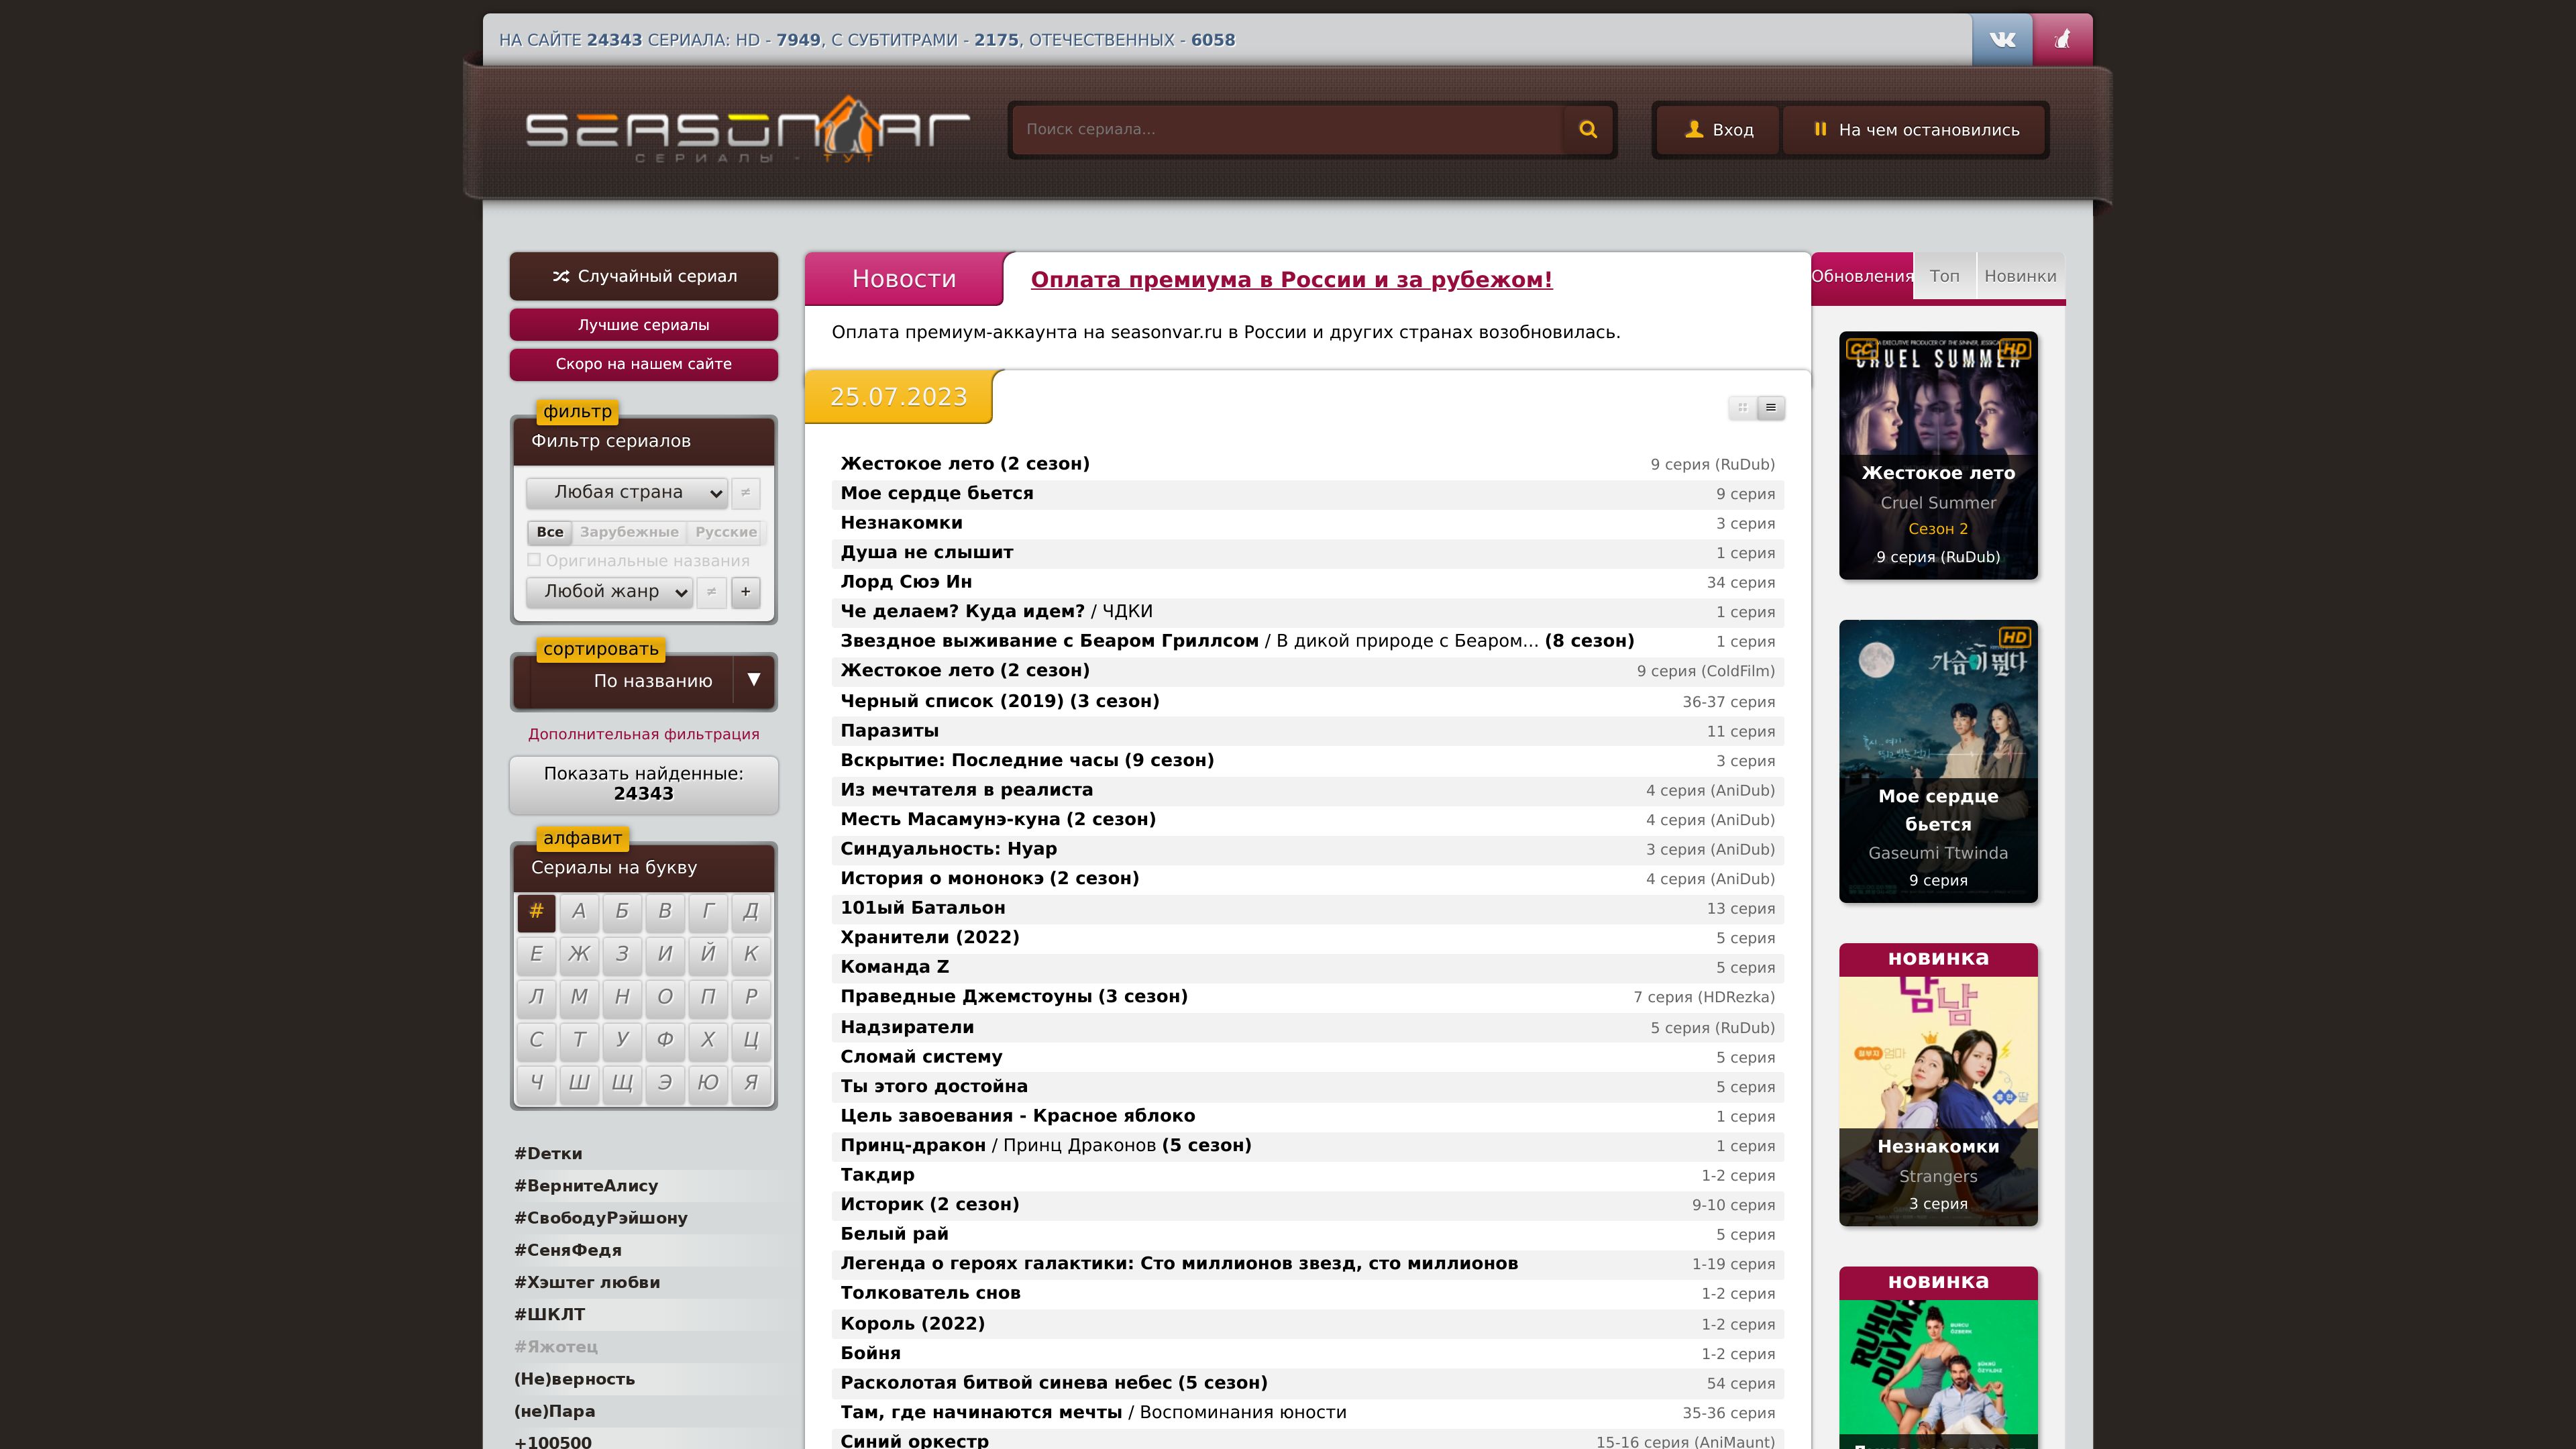 НА САЙТЕ 24343 СЕРИАЛА: HD - 7949, С СУБТИТРАМИ - 2175, ОТЕЧЕСТВЕННЫХ - 6058
SEASONVAR
СЕРИАЛЫ - ТУТ
Поиск сериала...
Вход
На чем остановились
Случайный сериал
Лучшие сериалы
Скоро на нашем сайте
фильтр
Фильтр сериалов
Любая страна
≠
Все Зарубежные Русские
Оригинальные названия
Любой жанр
≠ +
сортировать
По названию ▼
Дополнительная фильтрация
Показать найденные:
24343
алфавит
Сериалы на букву
# А Б В Г Д
Е Ж З И Й К
Л М Н О П Р
С Т У Ф Х Ц
Ч Ш Щ Э Ю Я
#Dетки
#ВернитеАлису
#СвободуРэйшону
#СеняФедя
#Хэштег любви
#ШКЛТ
#Яжотец
(Не)верность
(не)Пара
+100500
Новости
Оплата премиума в России и за рубежом!
Оплата премиум-аккаунта на seasonvar.ru в России и других странах возобновилась.
25.07.2023
Жестокое лето (2 сезон) 9 серия (RuDub)
Мое сердце бьется 9 серия
Незнакомки 3 серия
Душа не слышит 1 серия
Лорд Сюэ Ин 34 серия
Че делаем? Куда идем? / ЧДКИ 1 серия
Звездное выживание с Беаром Гриллсом / В дикой природе с Беаром... (8 сезон) 1 серия
Жестокое лето (2 сезон) 9 серия (ColdFilm)
Черный список (2019) (3 сезон) 36-37 серия
Паразиты 11 серия
Вскрытие: Последние часы (9 сезон) 3 серия
Из мечтателя в реалиста 4 серия (AniDub)
Месть Масамунэ-куна (2 сезон) 4 серия (AniDub)
Синдуальность: Нуар 3 серия (AniDub)
История о мононокэ (2 сезон) 4 серия (AniDub)
101ый Батальон 13 серия
Хранители (2022) 5 серия
Команда Z 5 серия
Праведные Джемстоуны (3 сезон) 7 серия (HDRezka)
Надзиратели 5 серия (RuDub)
Сломай систему 5 серия
Ты этого достойна 5 серия
Цель завоевания - Красное яблоко 1 серия
Принц-дракон / Принц Драконов (5 сезон) 1 серия
Такдир 1-2 серия
Историк (2 сезон) 9-10 серия
Белый рай 5 серия
Легенда о героях галактики: Сто миллионов звезд, сто миллионов 1-19 серия
Толкователь снов 1-2 серия
Король (2022) 1-2 серия
Бойня 1-2 серия
Расколотая битвой синева небес (5 сезон) 54 серия
Там, где начинаются мечты / Воспоминания юности 35-36 серия
Синий оркестр 15-16 серия (AniMaunt)
Обновления Топ Новинки
CC HD
CRUEL SUMMER
Жестокое лето
Cruel Summer
Сезон 2
9 серия (RuDub)
HD
가슴이 뛴다
Мое сердце
бьется
Gaseumi Ttwinda
9 серия
новинка
남남
엄마
Незнакомки
Strangers
3 серия
новинка
RUHUN DUYMAZ
BURCU
ÖZBERK
ŞÜKRÜ
ÖZYILDIZ